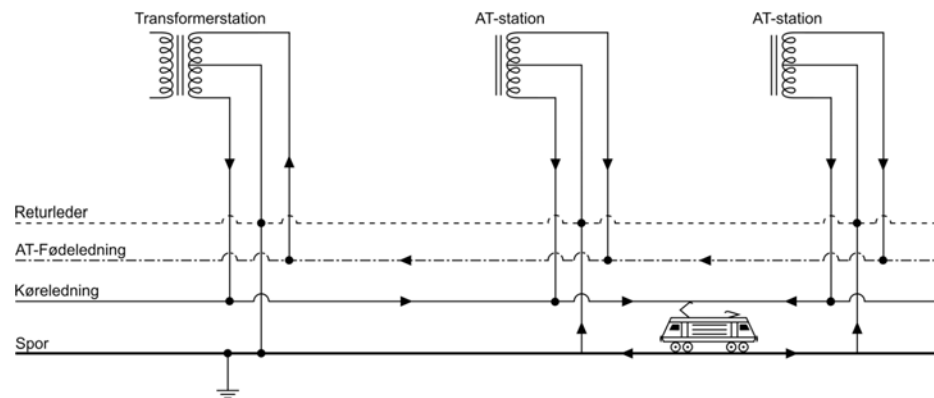 Transformerstation
AT-station
AT-station
Returleder
AT-Fødeledning
Køreledning
Spor